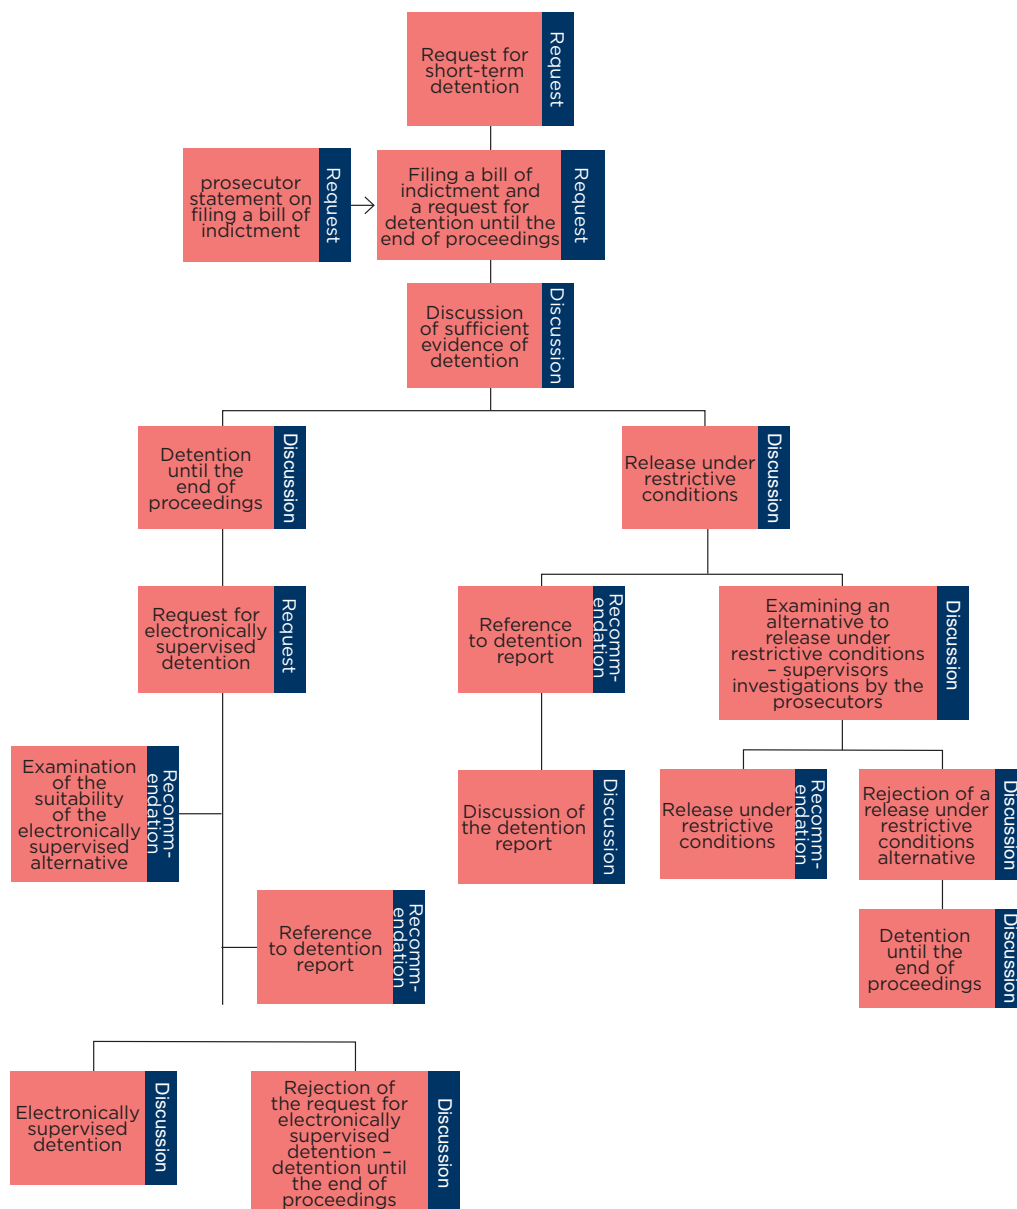 Request for
short-term
detention
Request
prosecutor
statement on
filing a bill of
indictment
Request
Filing a bill of
indictment and
a request for
detention until the
end of proceedings
Request
Discussion
of sufficient
evidence of
detention
Discussion
Detention
until the
end of
proceedings
Discussion
Release under
restrictive
conditions
Discussion
Request for
electronically
supervised
detention
Request
Reference
to detention
report
Recomm-
endation
Examining an
alternative to
release under
restrictive conditions
– supervisors
investigations by the
prosecutors
Discussion
Examination
of the
suitability
of the
electronically
supervised
alternative
Recomm-
endation
Discussion of
the detention
report
Discussion
Release under
restrictive
conditions
Recomm-
endation
Rejection of a
release under
restrictive
conditions
alternative
Discussion
Reference
to detention
report
Recomm-
endation
Detention
until the
end of
proceedings
Discussion
Electronically
supervised
detention
Discussion
Rejection of
the request for
electronically
supervised
detention –
detention until
the end of
proceedings
Discussion